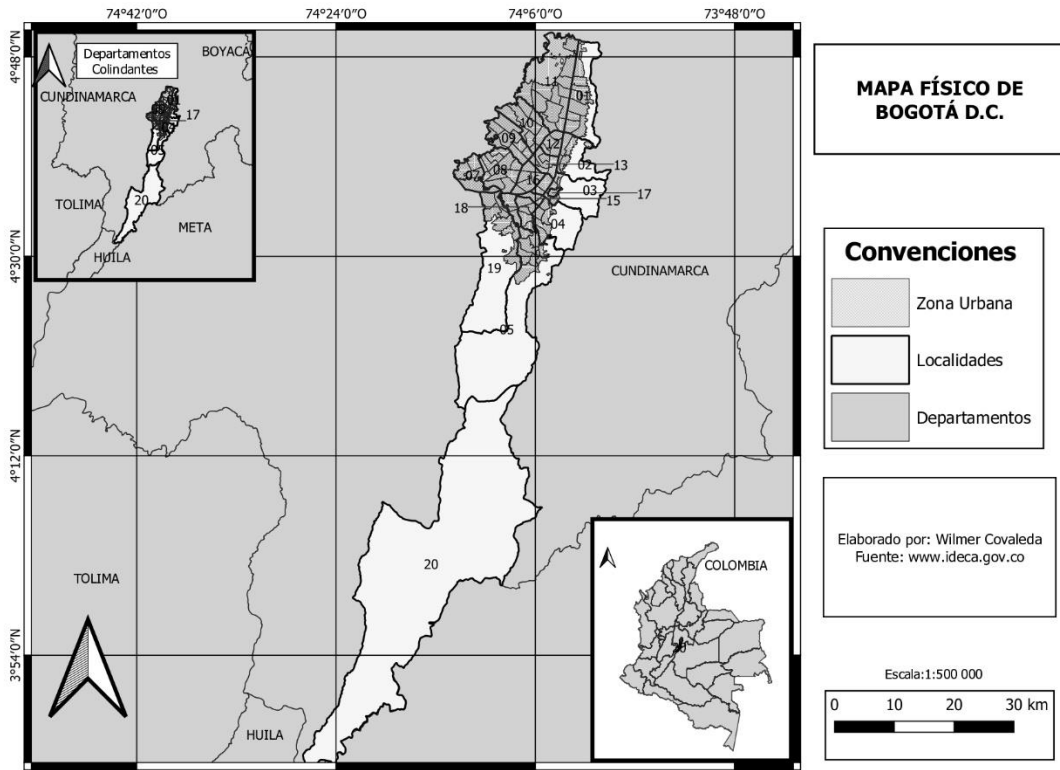 74°42'0"O 74°24'0"O 74°6'0"O 73°48'0"O
4°48'0"N
4°30'0"N
4°12'0"N
3°54'0"N
Departamentos
Colindantes
BOYACA
CUNDINAMARCA
01
17
05
20
TOLIMA
META
HUILA
11
01
10
09
12
02
13
07
08
16
03
17
15
18
04
19
CUNDINAMARCA
05
20
TOLIMA
HUILA
COLOMBIA
MAPA FÍSICO DE
BOGOTÁ D.C.
Convenciones
Zona Urbana
Localidades
Departamentos
Elaborado por: Wilmer Covaleda
Fuente: www.ideca.gov.co
Escala:1:500 000
0 10 20 30 km